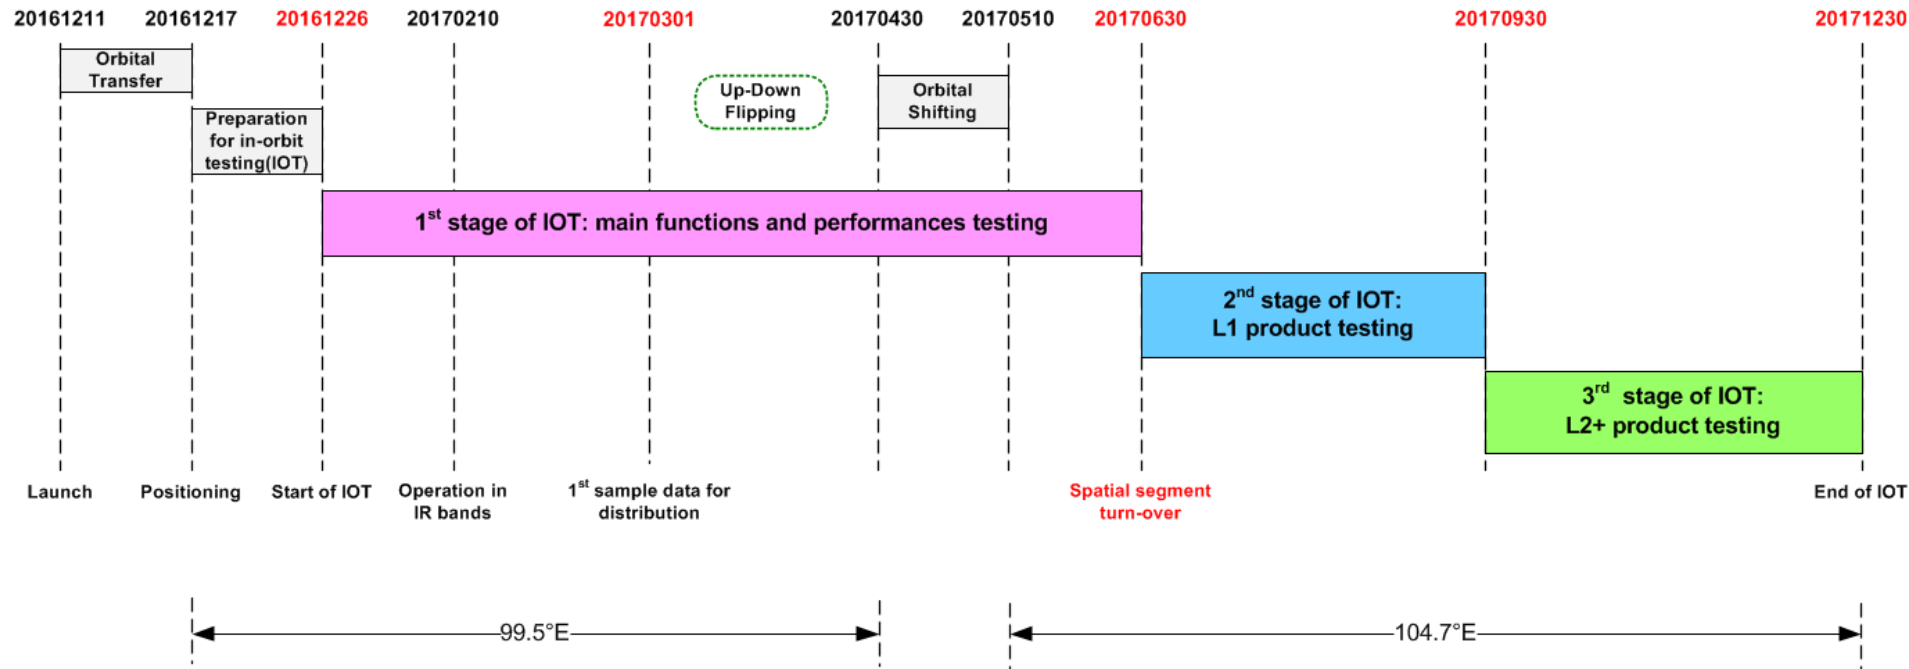 20161211 20161217 20161226 20170210 20170301 20170430 20170510 20170630 20170930 20171230
Orbital
Transfer
Preparation
for in-orbit
testing(IOT)
Up-Down
Flipping
Orbital
Shifting
1st stage of IOT: main functions and performances testing
2nd stage of IOT:
L1 product testing
3rd stage of IOT:
L2+ product testing
Launch
Positioning
Start of IOT
Operation in
IR bands
1st sample data for
distribution
Spatial segment
turn-over
End of IOT
99.5°E
104.7°E